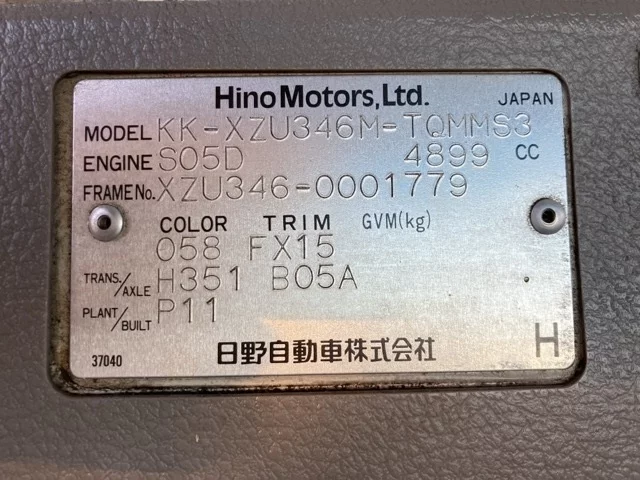 Hino Motors, Ltd. JAPAN
MODEL KK-XZU346M-TQMMS3
ENGINE S05D 4899 CC
FRAME No. XZU346-0001779
COLOR TRIM GVM(kg)
058 FX15
TRANS./AXLE H351 B05A
PLANT/BUILT P11
37040 日野自動車株式会社 H